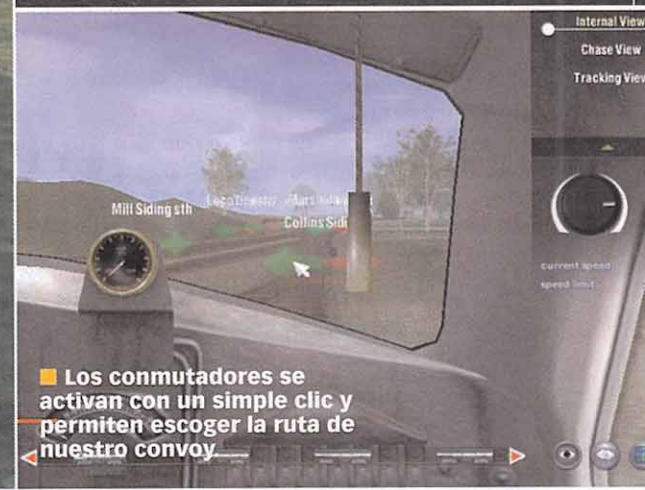 Internal View
Chase View
Tracking View
Mill Siding sth
Collins Sidi
current speed
speed limit
Los conmutadores se
activan con un simple clic y
permiten escoger la ruta de
nuestro convoy.